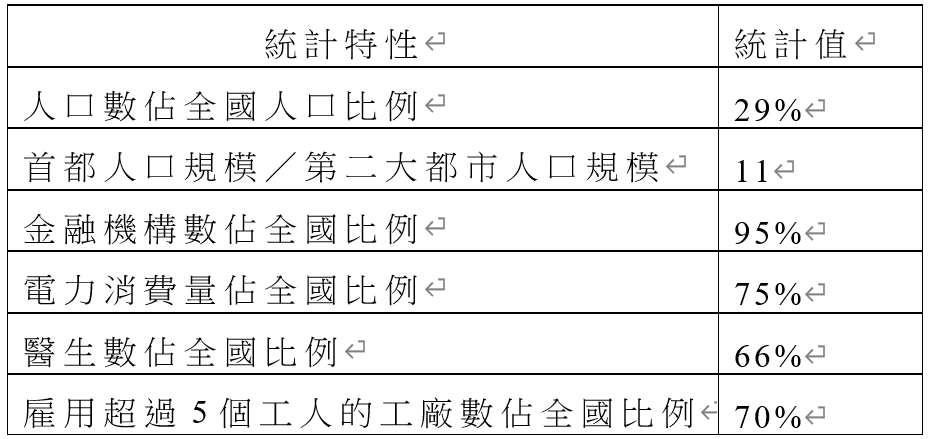 統計特性 統計值
人口數佔全國人口比例 29%
首都人口規模／第二大都市人口規模 11
金融機構數佔全國比例 95%
電力消費量佔全國比例 75%
醫生數佔全國比例 66%
雇用超過 5 個工人的工廠數佔全國比例 70%